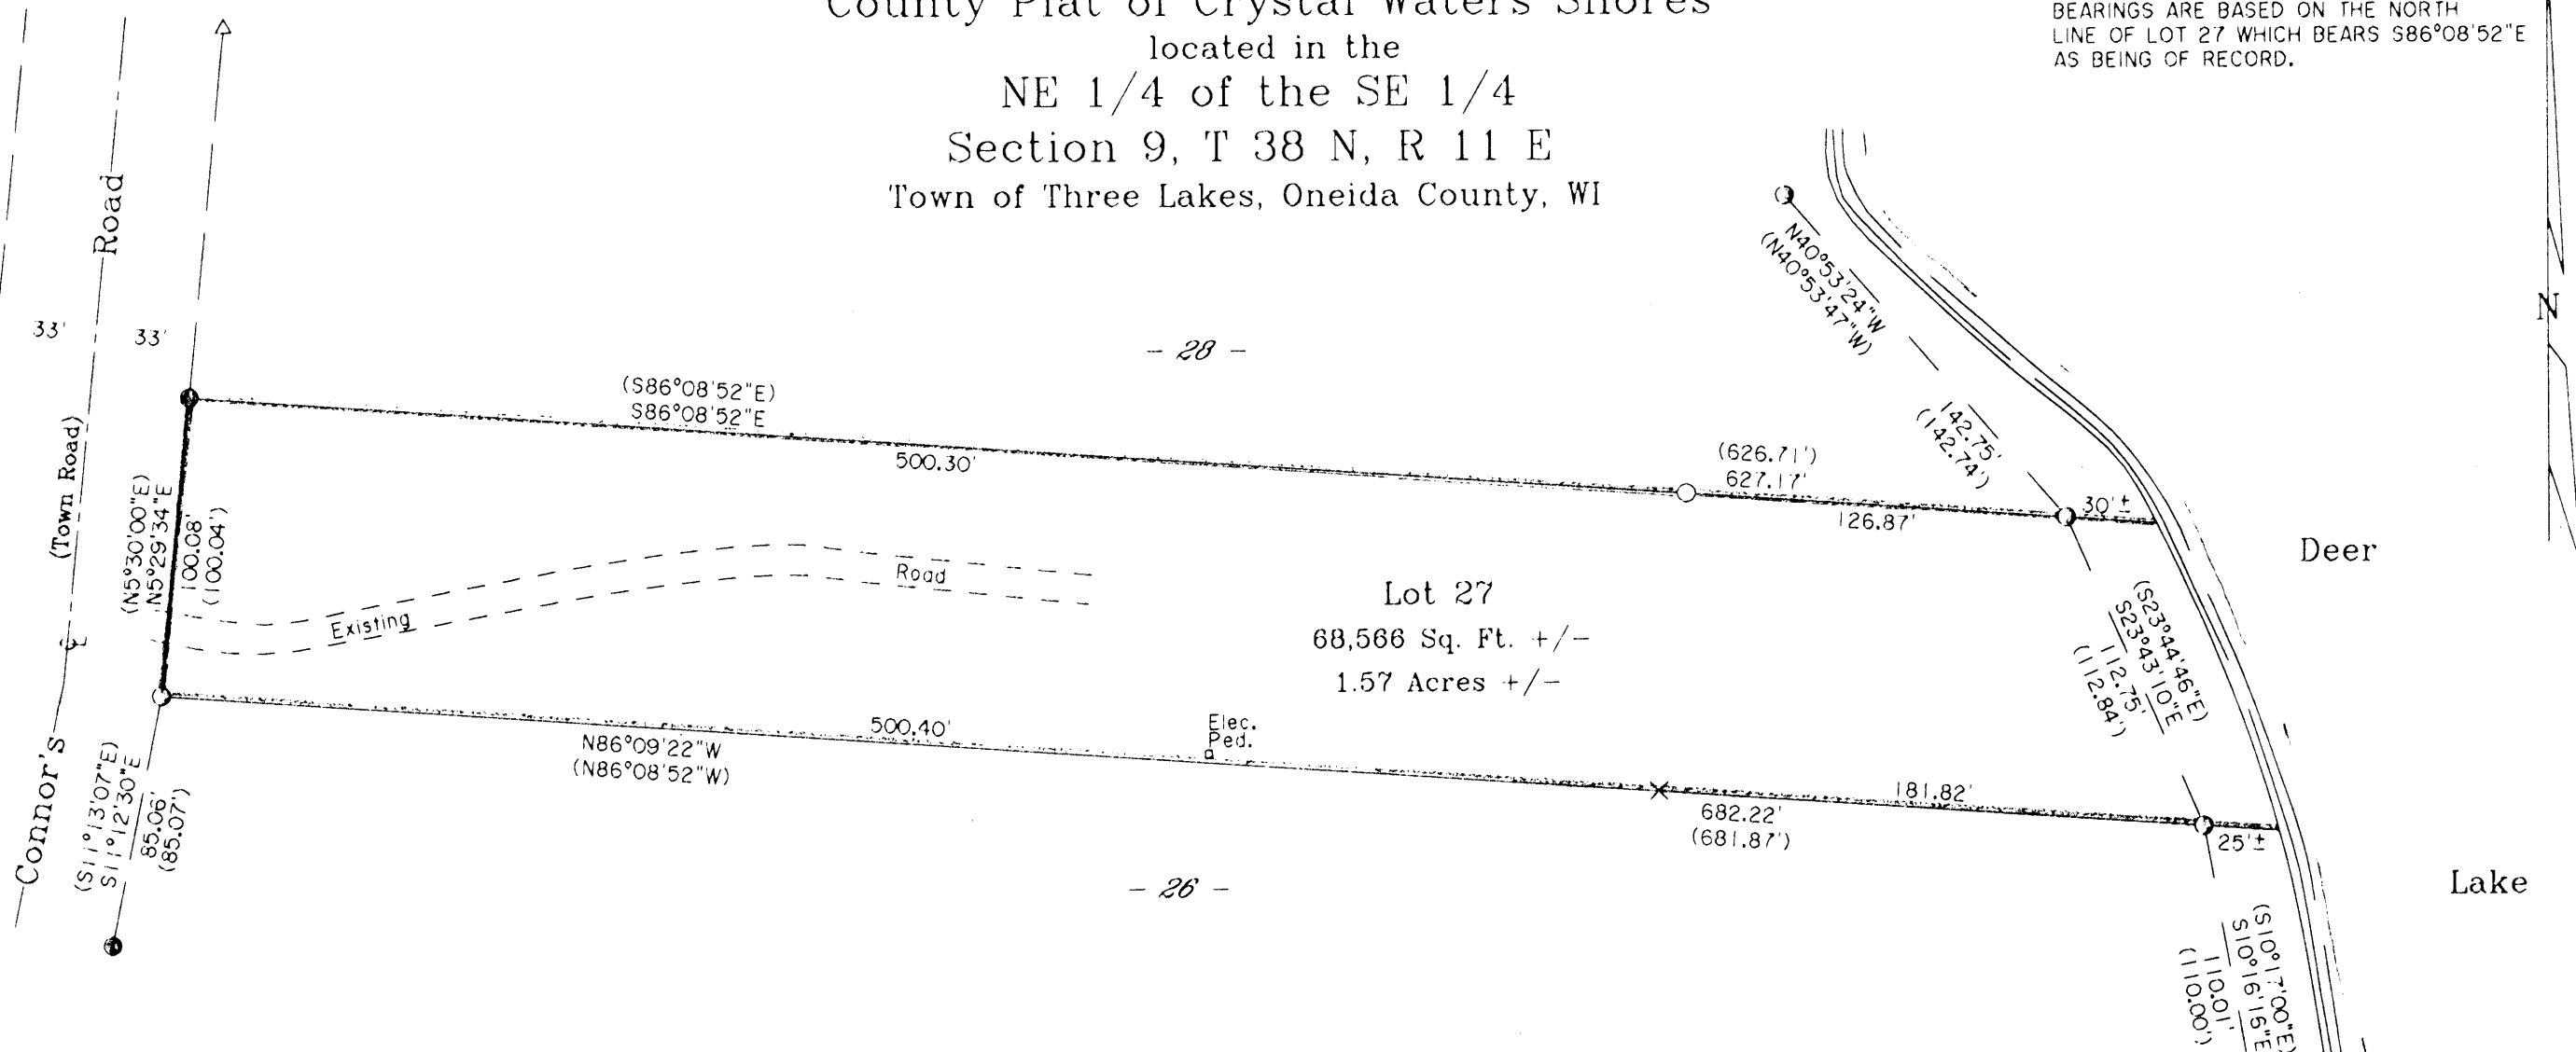 County Plat of Crystal Waters Shores
located in the
NE 1/4 of the SE 1/4
Section 9, T 38 N, R 11 E
Town of Three Lakes, Oneida County, WI
BEARINGS ARE BASED ON THE NORTH
LINE OF LOT 27 WHICH BEARS S86°08'52"E
AS BEING OF RECORD.
N
Road
33'
33'
(Town Road)
Connor's
- 28 -
(S86°08'52"E)
S86°08'52"E
500.30'
(626.71')
627.17'
126.87'
30'±
N40°53'24"W
(N40°53'47"W)
142.75'
(142.74')
(N5°30'00"E)
N5°29'34"E
100.08'
(100.04')
Existing
Road
Lot 27
68,566 Sq. Ft. +/-
1.57 Acres +/-
Deer
(S23°44'46"E)
S23°43'10"E
112.75'
(112.84')
Elec.
Ped.
500.40'
N86°09'22"W
(N86°08'52"W)
181.82'
682.22'
(681.87')
25'±
(S11°13'07"E)
S11°12'30"E
85.06'
(85.07')
- 26 -
Lake
(S10°17'00"E)
S10°16'16"E
110.01'
(110.00')